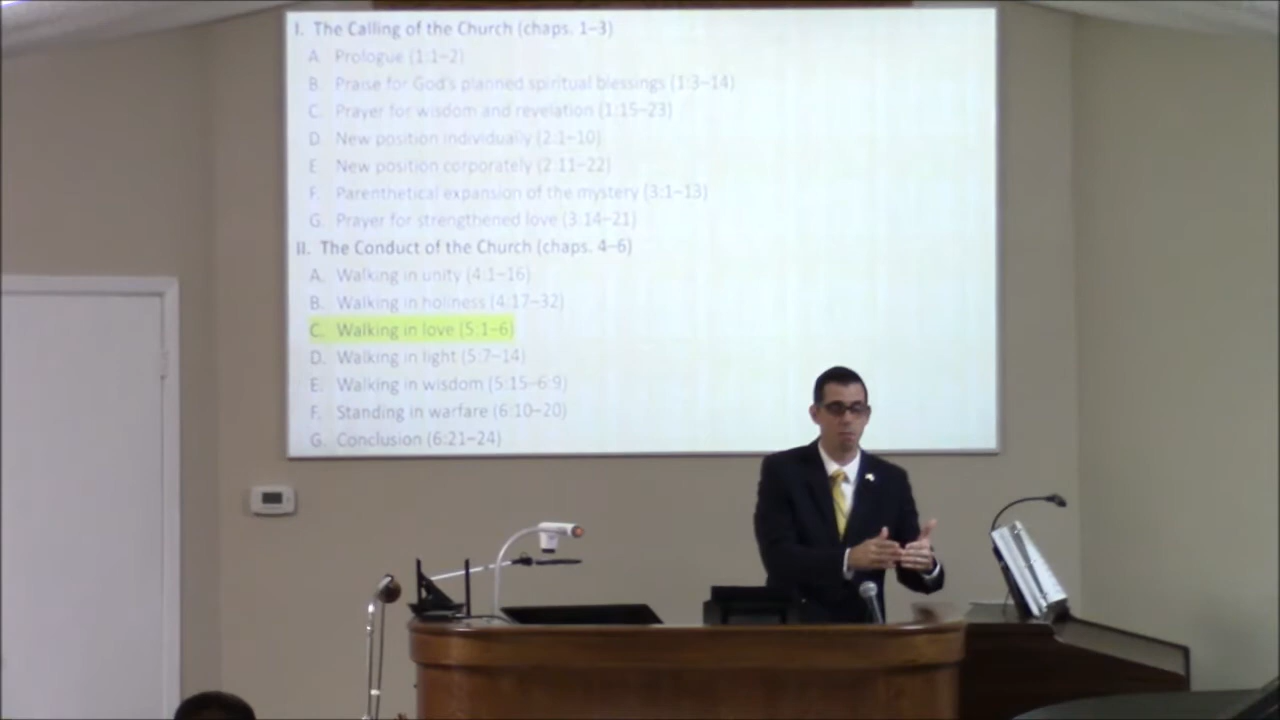 I. The Calling of the Church (chaps. 1–3)
A. Prologue (1:1–2)
B. Praise for God's planned spiritual blessings (1:3–14)
C. Prayer for wisdom and revelation (1:15–23)
D. New position individually (2:1–10)
E. New position corporately (2:11–22)
F. Parenthetical expansion of the mystery (3:1–13)
G. Prayer for strengthened love (3:14–21)
II. The Conduct of the Church (chaps. 4–6)
A. Walking in unity (4:1–16)
B. Walking in holiness (4:17–32)
C. Walking in love (5:1–6)
D. Walking in light (5:7–14)
E. Walking in wisdom (5:15–6:9)
F. Standing in warfare (6:10–20)
G. Conclusion (6:21–24)